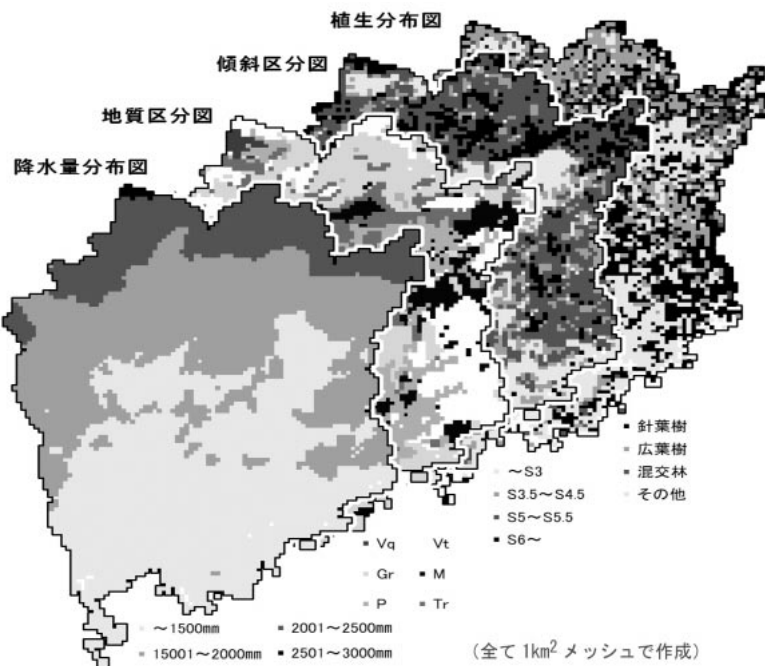 植生分布図
傾斜区分図
地質区分図
降水量分布図
針葉樹
広葉樹
混交林
その他
～S3
S3.5～S4.5
S5～S5.5
S6～
Vq Vt
Gr M
P Tr
～1500mm 2001～2500mm
15001～2000mm 2501～3000mm
(全て 1km² メッシュで作成)